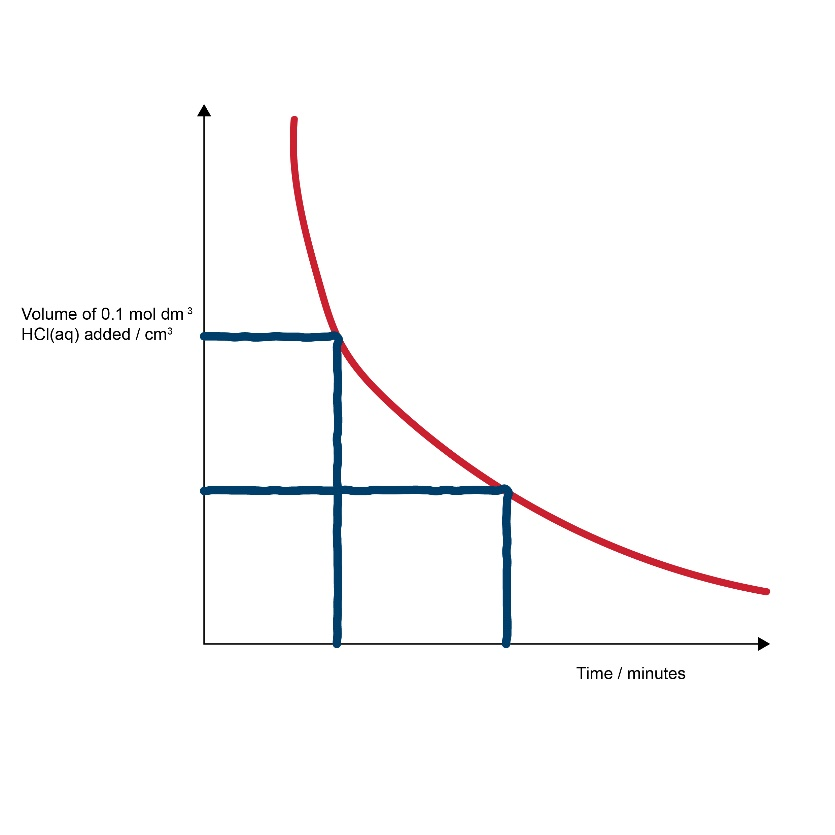 Volume of 0.1 mol dm ³
HCl(aq) added / cm³
Time / minutes